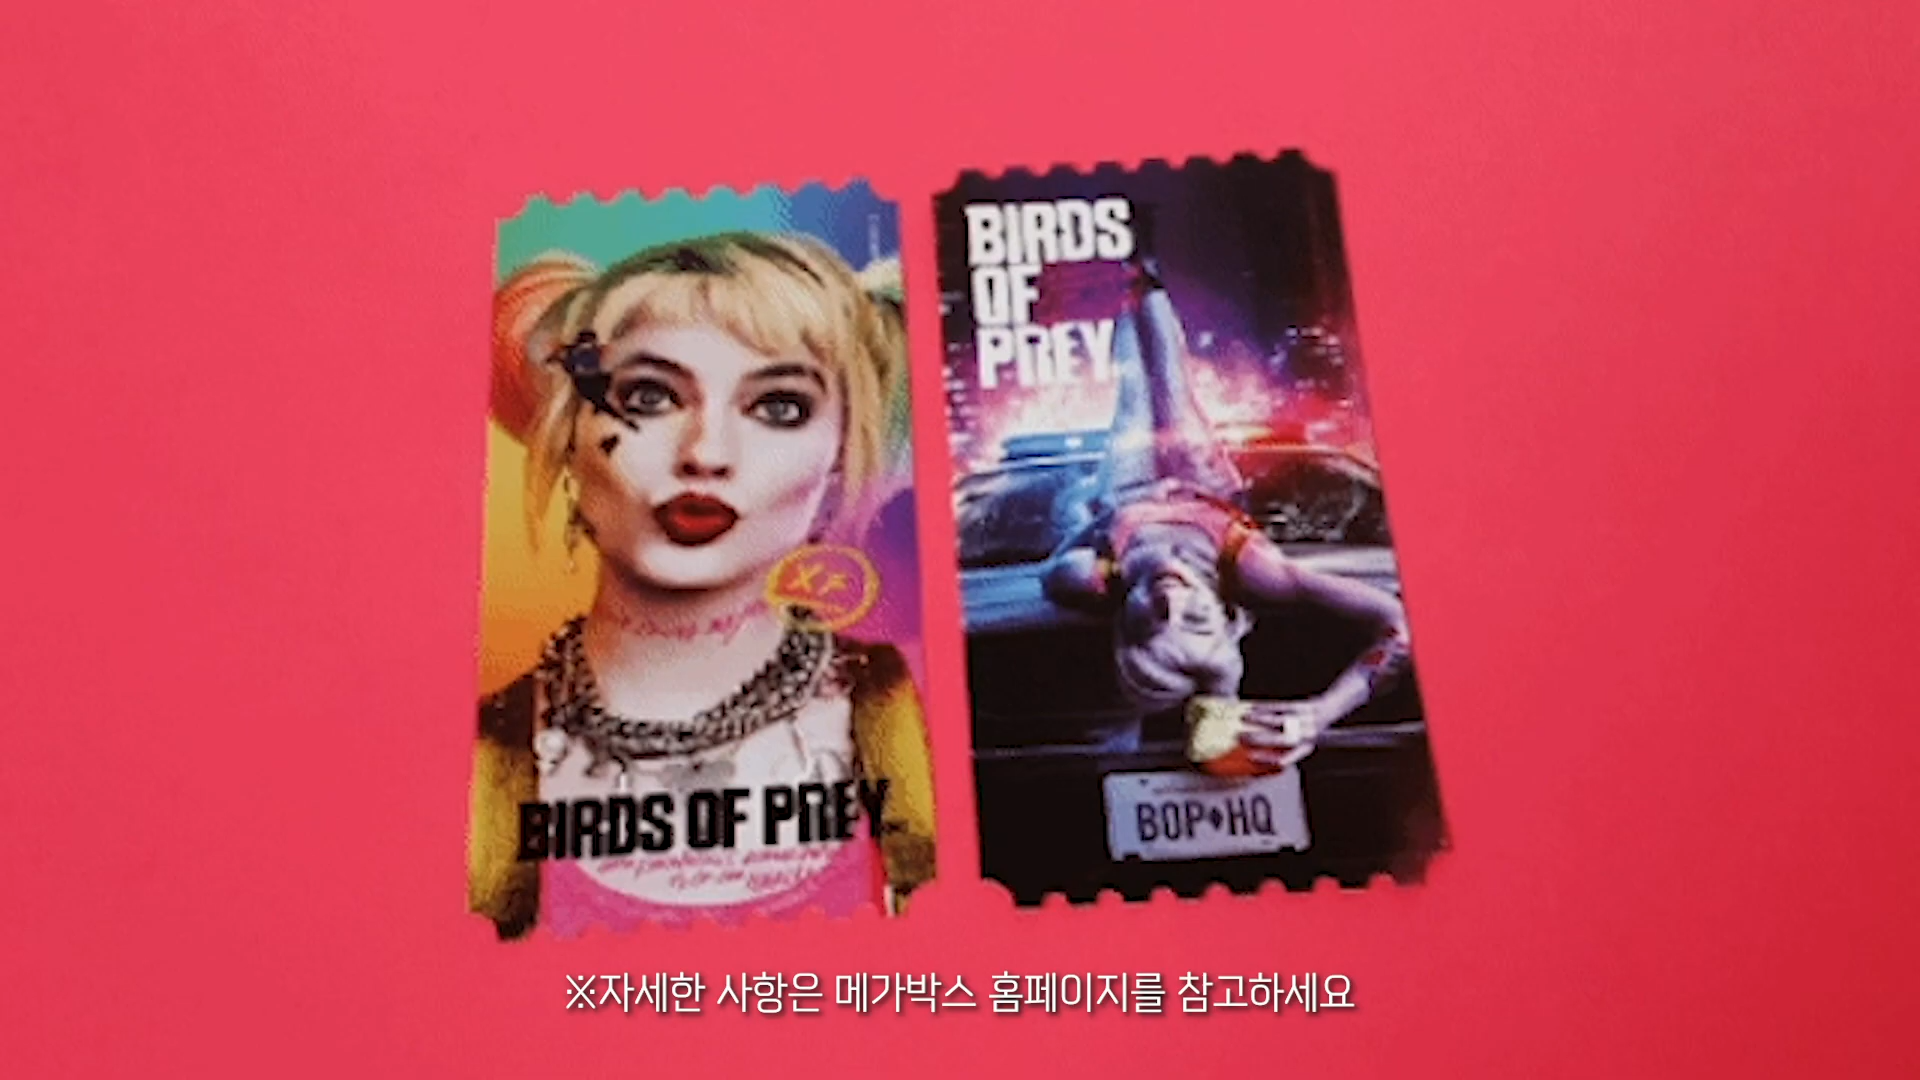 BIRDS OF PREY
BIRDS
OF
PREY
BOP♦HQ
※자세한 사항은 메가박스 홈페이지를 참고하세요